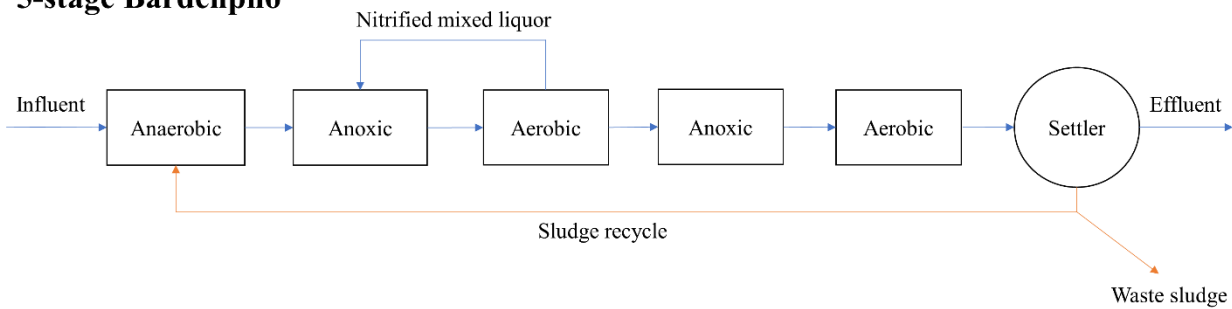 5-stage Bardenpho
Nitrified mixed liquor
Influent
Anaerobic
Anoxic
Aerobic
Anoxic
Aerobic
Settler
Effluent
Sludge recycle
Waste sludge